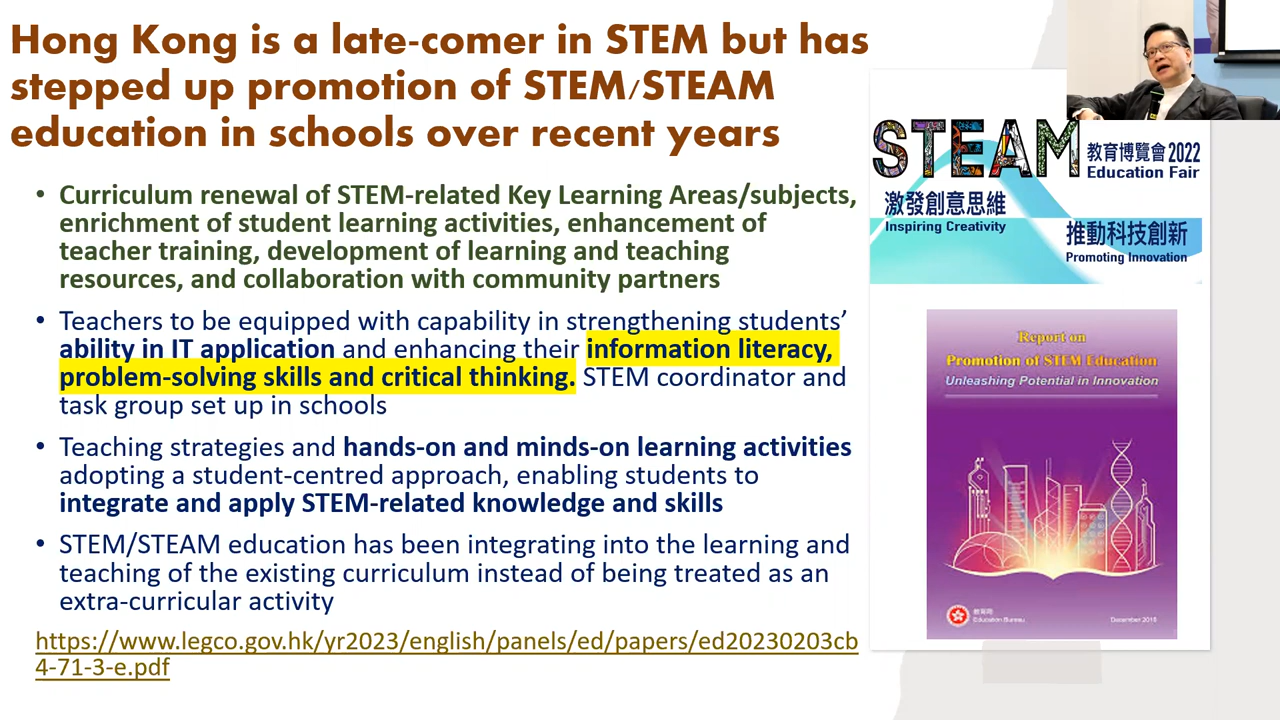 Hong Kong is a late-comer in STEM but has
stepped up promotion of STEM/STEAM
education in schools over recent years
• Curriculum renewal of STEM-related Key Learning Areas/subjects,
enrichment of student learning activities, enhancement of
teacher training, development of learning and teaching
resources, and collaboration with community partners
• Teachers to be equipped with capability in strengthening students’
ability in IT application and enhancing their information literacy,
problem-solving skills and critical thinking. STEM coordinator and
task group set up in schools
• Teaching strategies and hands-on and minds-on learning activities
adopting a student-centred approach, enabling students to
integrate and apply STEM-related knowledge and skills
• STEM/STEAM education has been integrating into the learning and
teaching of the existing curriculum instead of being treated as an
extra-curricular activity
https://www.legco.gov.hk/yr2023/english/panels/ed/papers/ed20230203cb
4-71-3-e.pdf
STEAM
教育博覽會2022
Education Fair
激發創意思維
Inspiring Creativity
推動科技創新
Promoting Innovation
Report on
Promotion of STEM Education
Unleashing Potential in Innovation
教育局
Education Bureau
December 2016